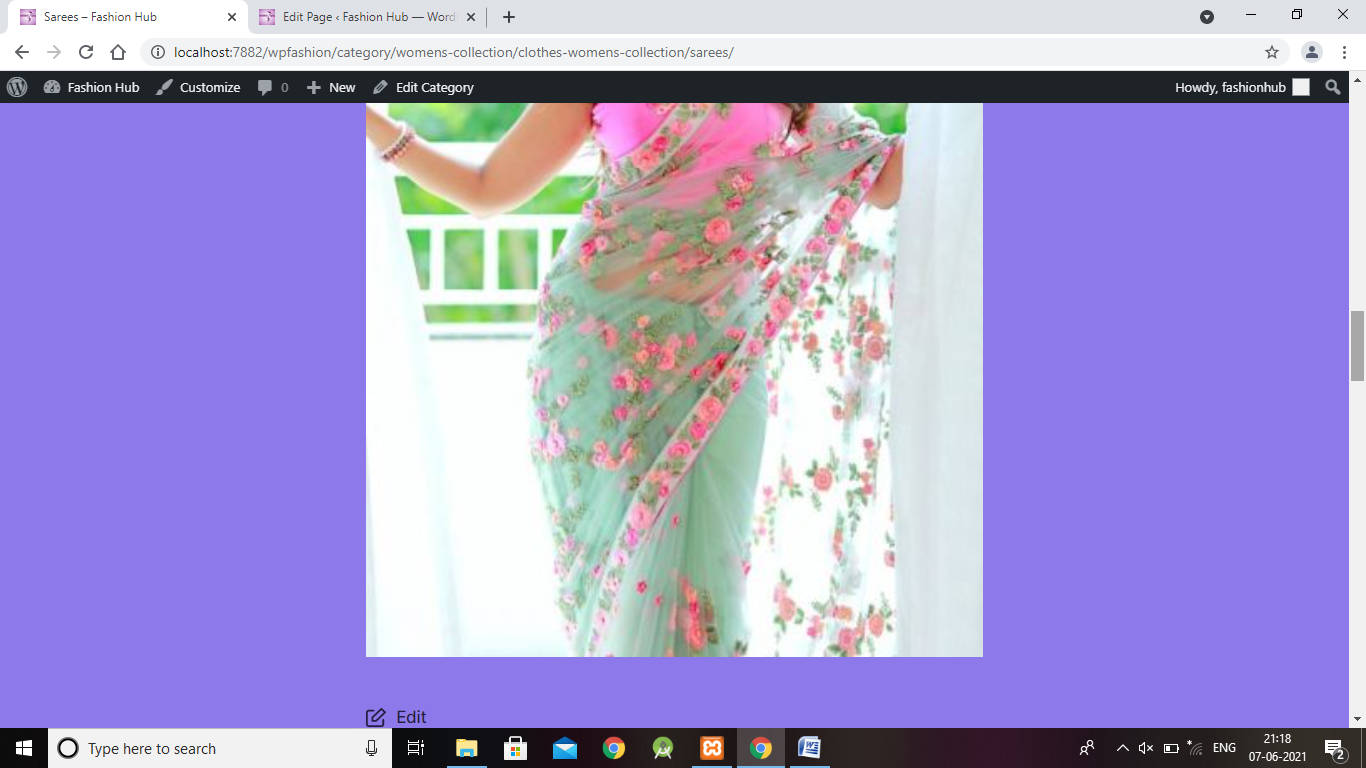 Sarees – Fashion Hub
Edit Page ‹ Fashion Hub — Word
localhost:7882/wpfashion/category/womens-collection/clothes-womens-collection/sarees/
Fashion Hub Customize 0 New Edit Category Howdy, fashionhub
Edit
Type here to search
ENG
21:18
07-06-2021
2